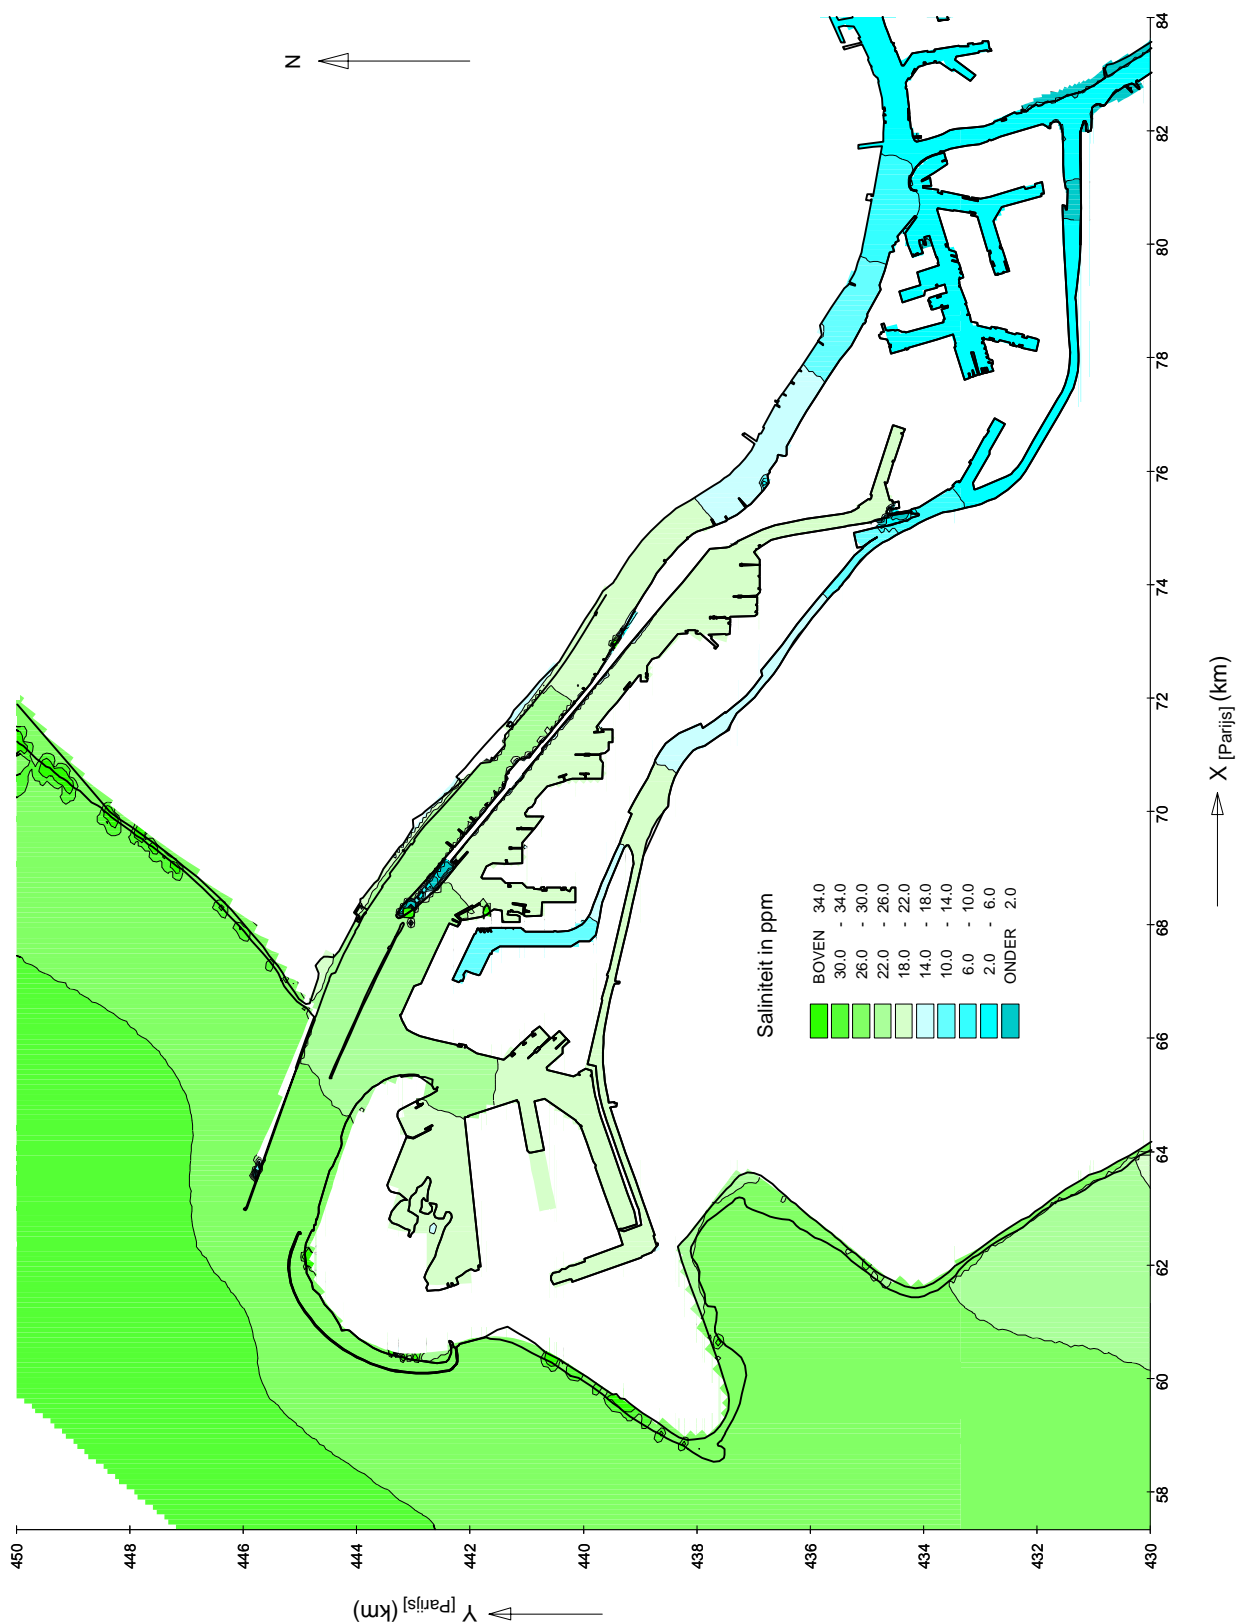 N
Saliniteit in ppm
BOVEN 34.0
30.0 - 34.0
26.0 - 30.0
22.0 - 26.0
18.0 - 22.0
14.0 - 18.0
10.0 - 14.0
6.0 - 10.0
2.0 - 6.0
ONDER 2.0
450
448
446
444
442
440
438
436
434
432
430
Y [Parijs] (km)
58
60
62
64
66
68
70
72
74
76
78
80
82
84
X [Parijs] (km)